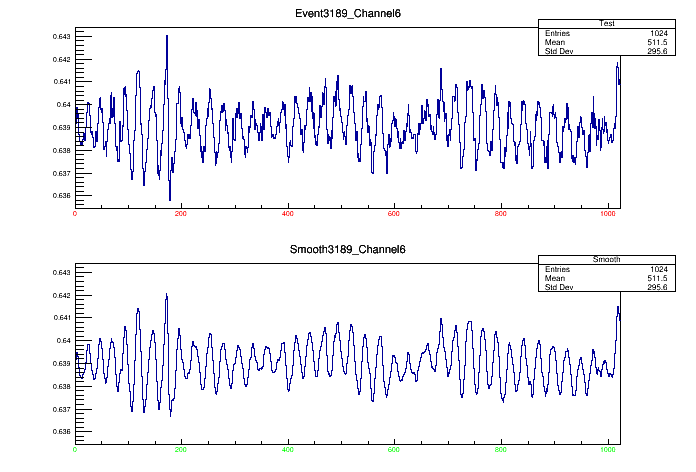 Event3189_Channel6
Test
Entries 1024
Mean 511.5
Std Dev 295.6
0.643
0.642
0.641
0.64
0.639
0.638
0.637
0.636
0 200 400 600 800 1000
Smooth3189_Channel6
Smooth
Entries 1024
Mean 511.5
Std Dev 295.6
0.643
0.642
0.641
0.64
0.639
0.638
0.637
0.636
0 200 400 600 800 1000